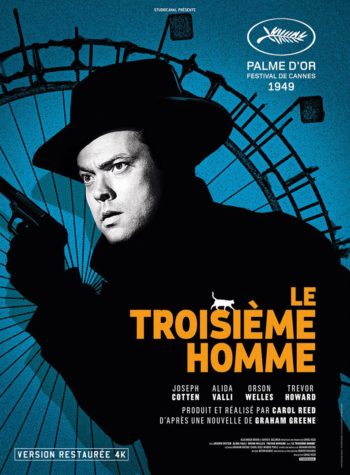 STUDIOCANAL PRÉSENTE
PALME D'OR
FESTIVAL DE CANNES
1949
LE
TROISIÈME
HOMME
JOSEPH COTTEN
ALIDA VALLI
ORSON WELLES
TREVOR HOWARD
PRODUIT ET RÉALISÉ PAR CAROL REED
D'APRÈS UNE NOUVELLE DE GRAHAM GREENE
VERSION RESTAURÉE 4K